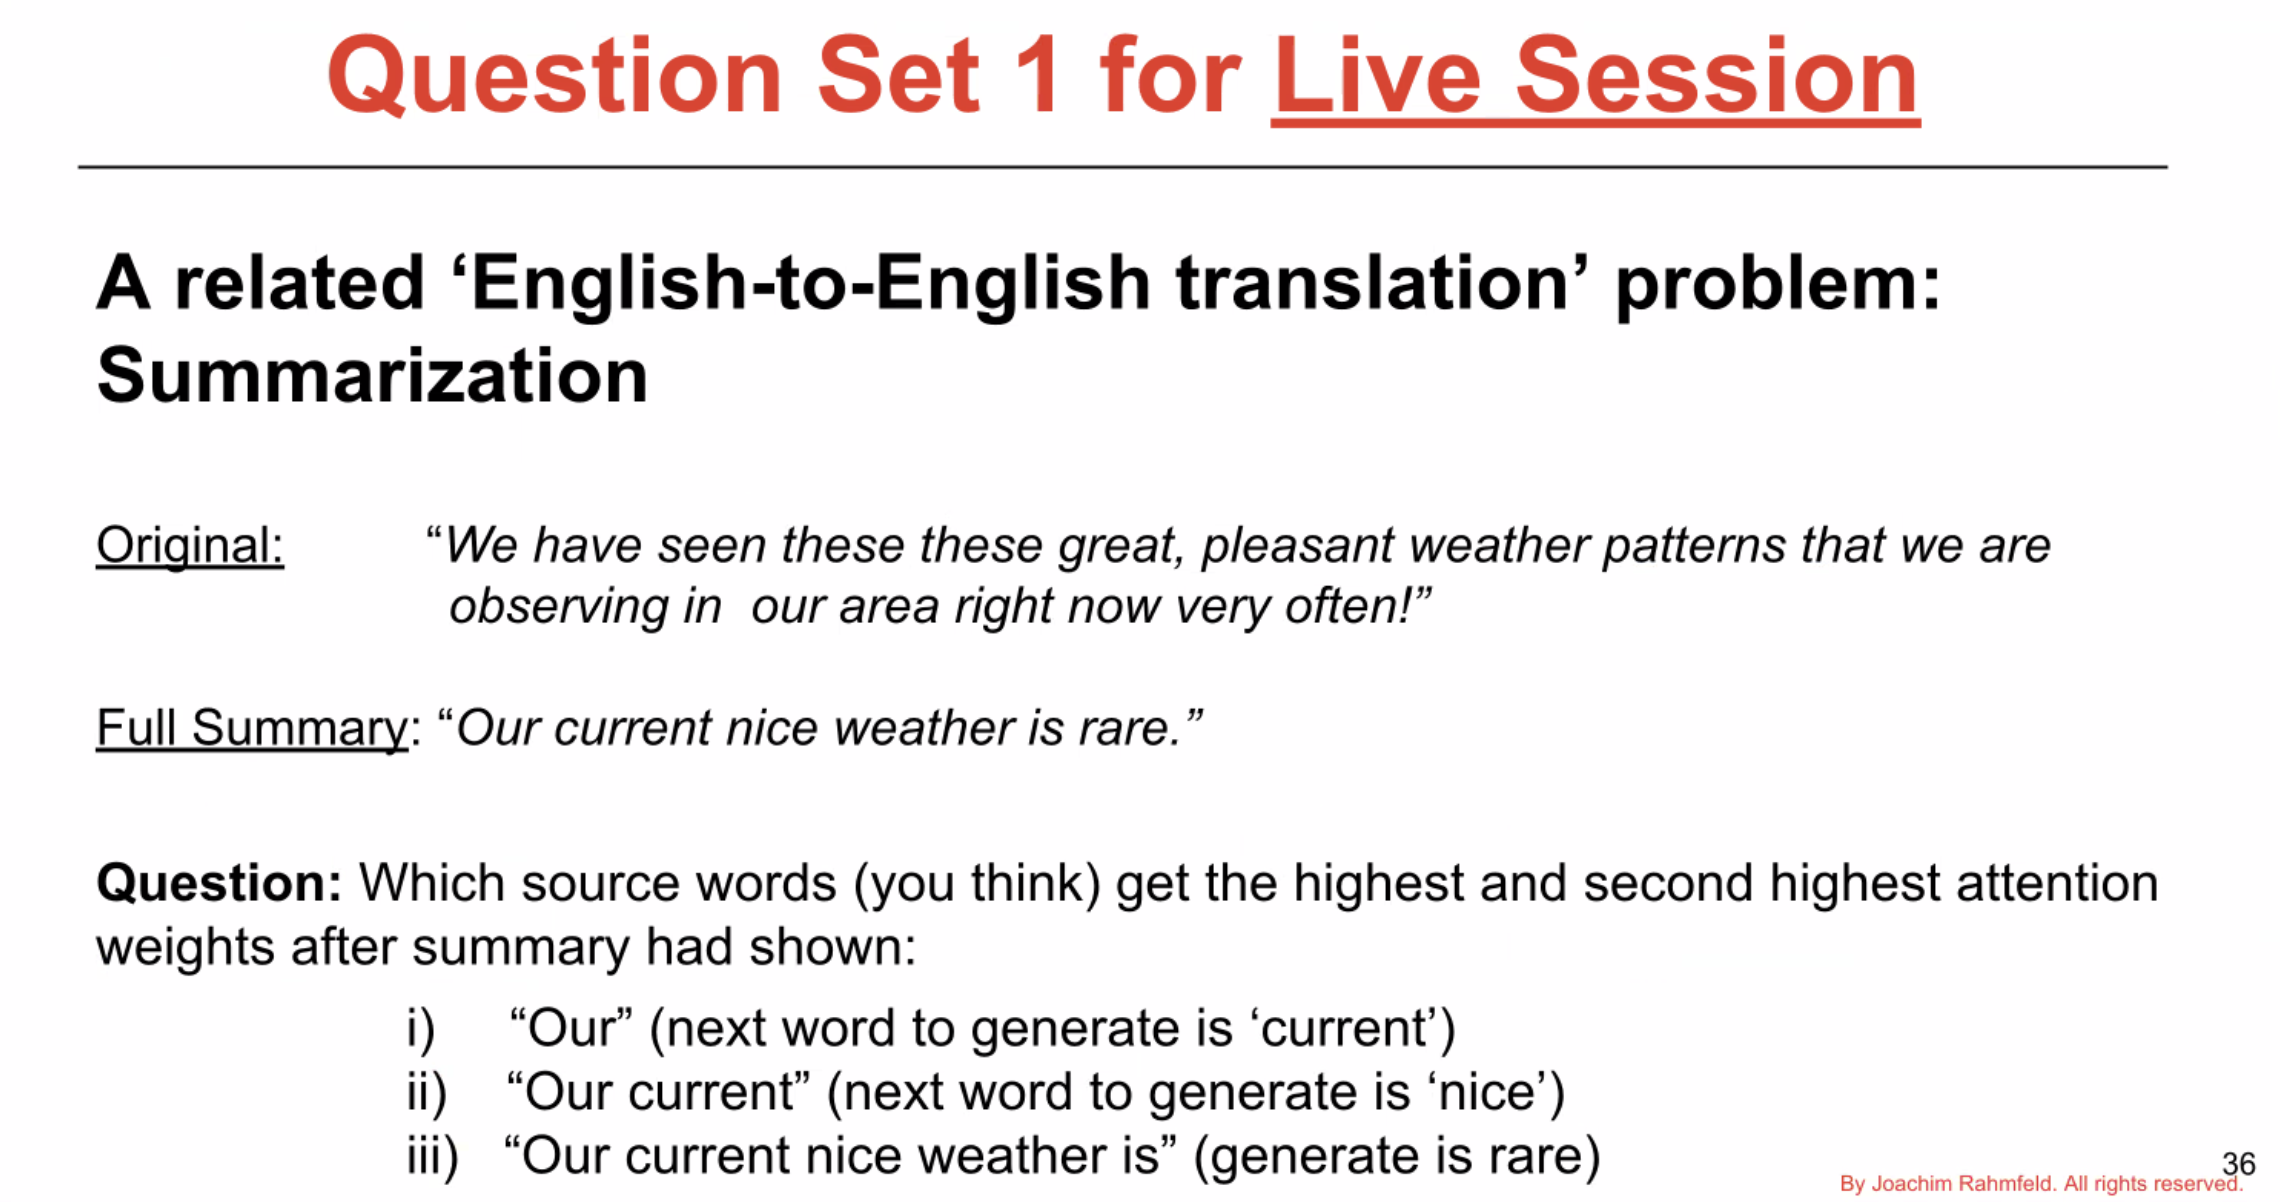 Question Set 1 for Live Session
A related ‘English-to-English translation’ problem:
Summarization
Original: “We have seen these these great, pleasant weather patterns that we are
observing in our area right now very often!”
Full Summary: “Our current nice weather is rare.”
Question: Which source words (you think) get the highest and second highest attention
weights after summary had shown:
i) “Our” (next word to generate is ‘current’)
ii) “Our current” (next word to generate is ‘nice’)
iii) “Our current nice weather is” (generate is rare)
36
By Joachim Rahmfeld. All rights reserved.